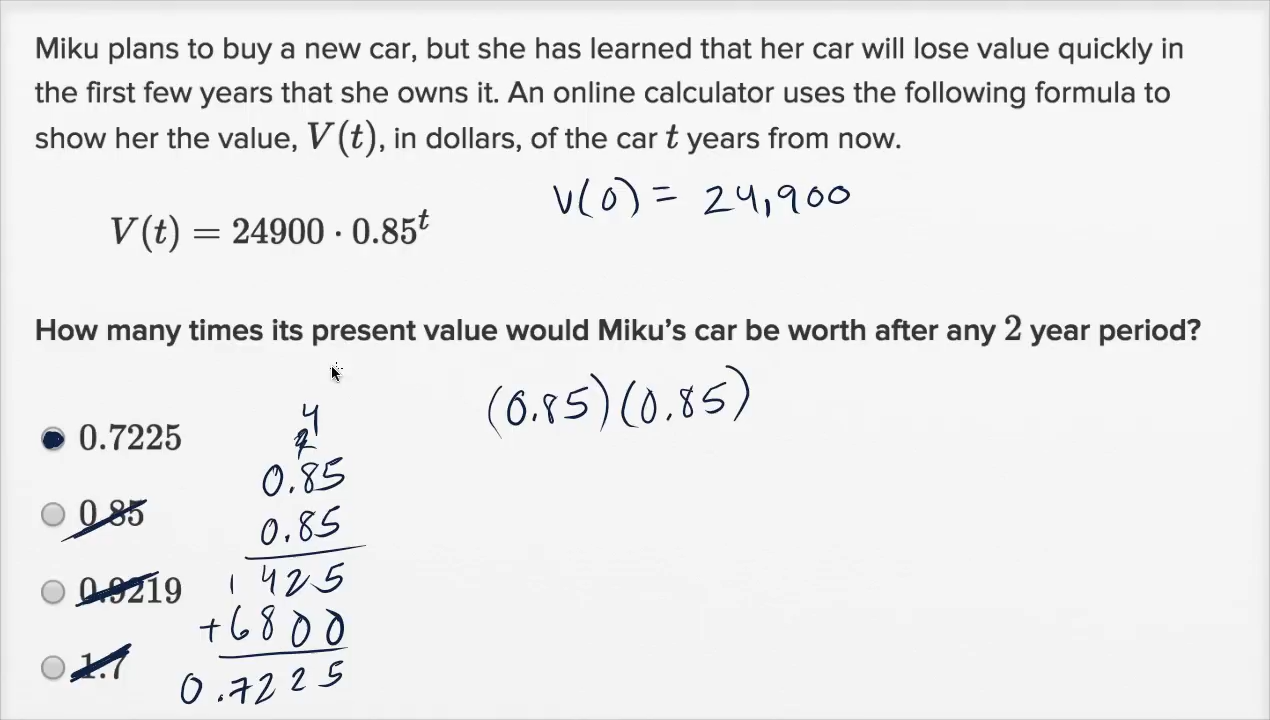 Miku plans to buy a new car, but she has learned that her car will lose value quickly in
the first few years that she owns it. An online calculator uses the following formula to
show her the value, V(t), in dollars, of the car t years from now.
V(0) = 24,900
V(t) = 24900 · 0.85^t
How many times its present value would Miku's car be worth after any 2 year period?
(0.85)(0.85)
0.7225
0.85
0.9219
1.7
4
2
0.85
0.85
1 425
+6800
0.7225